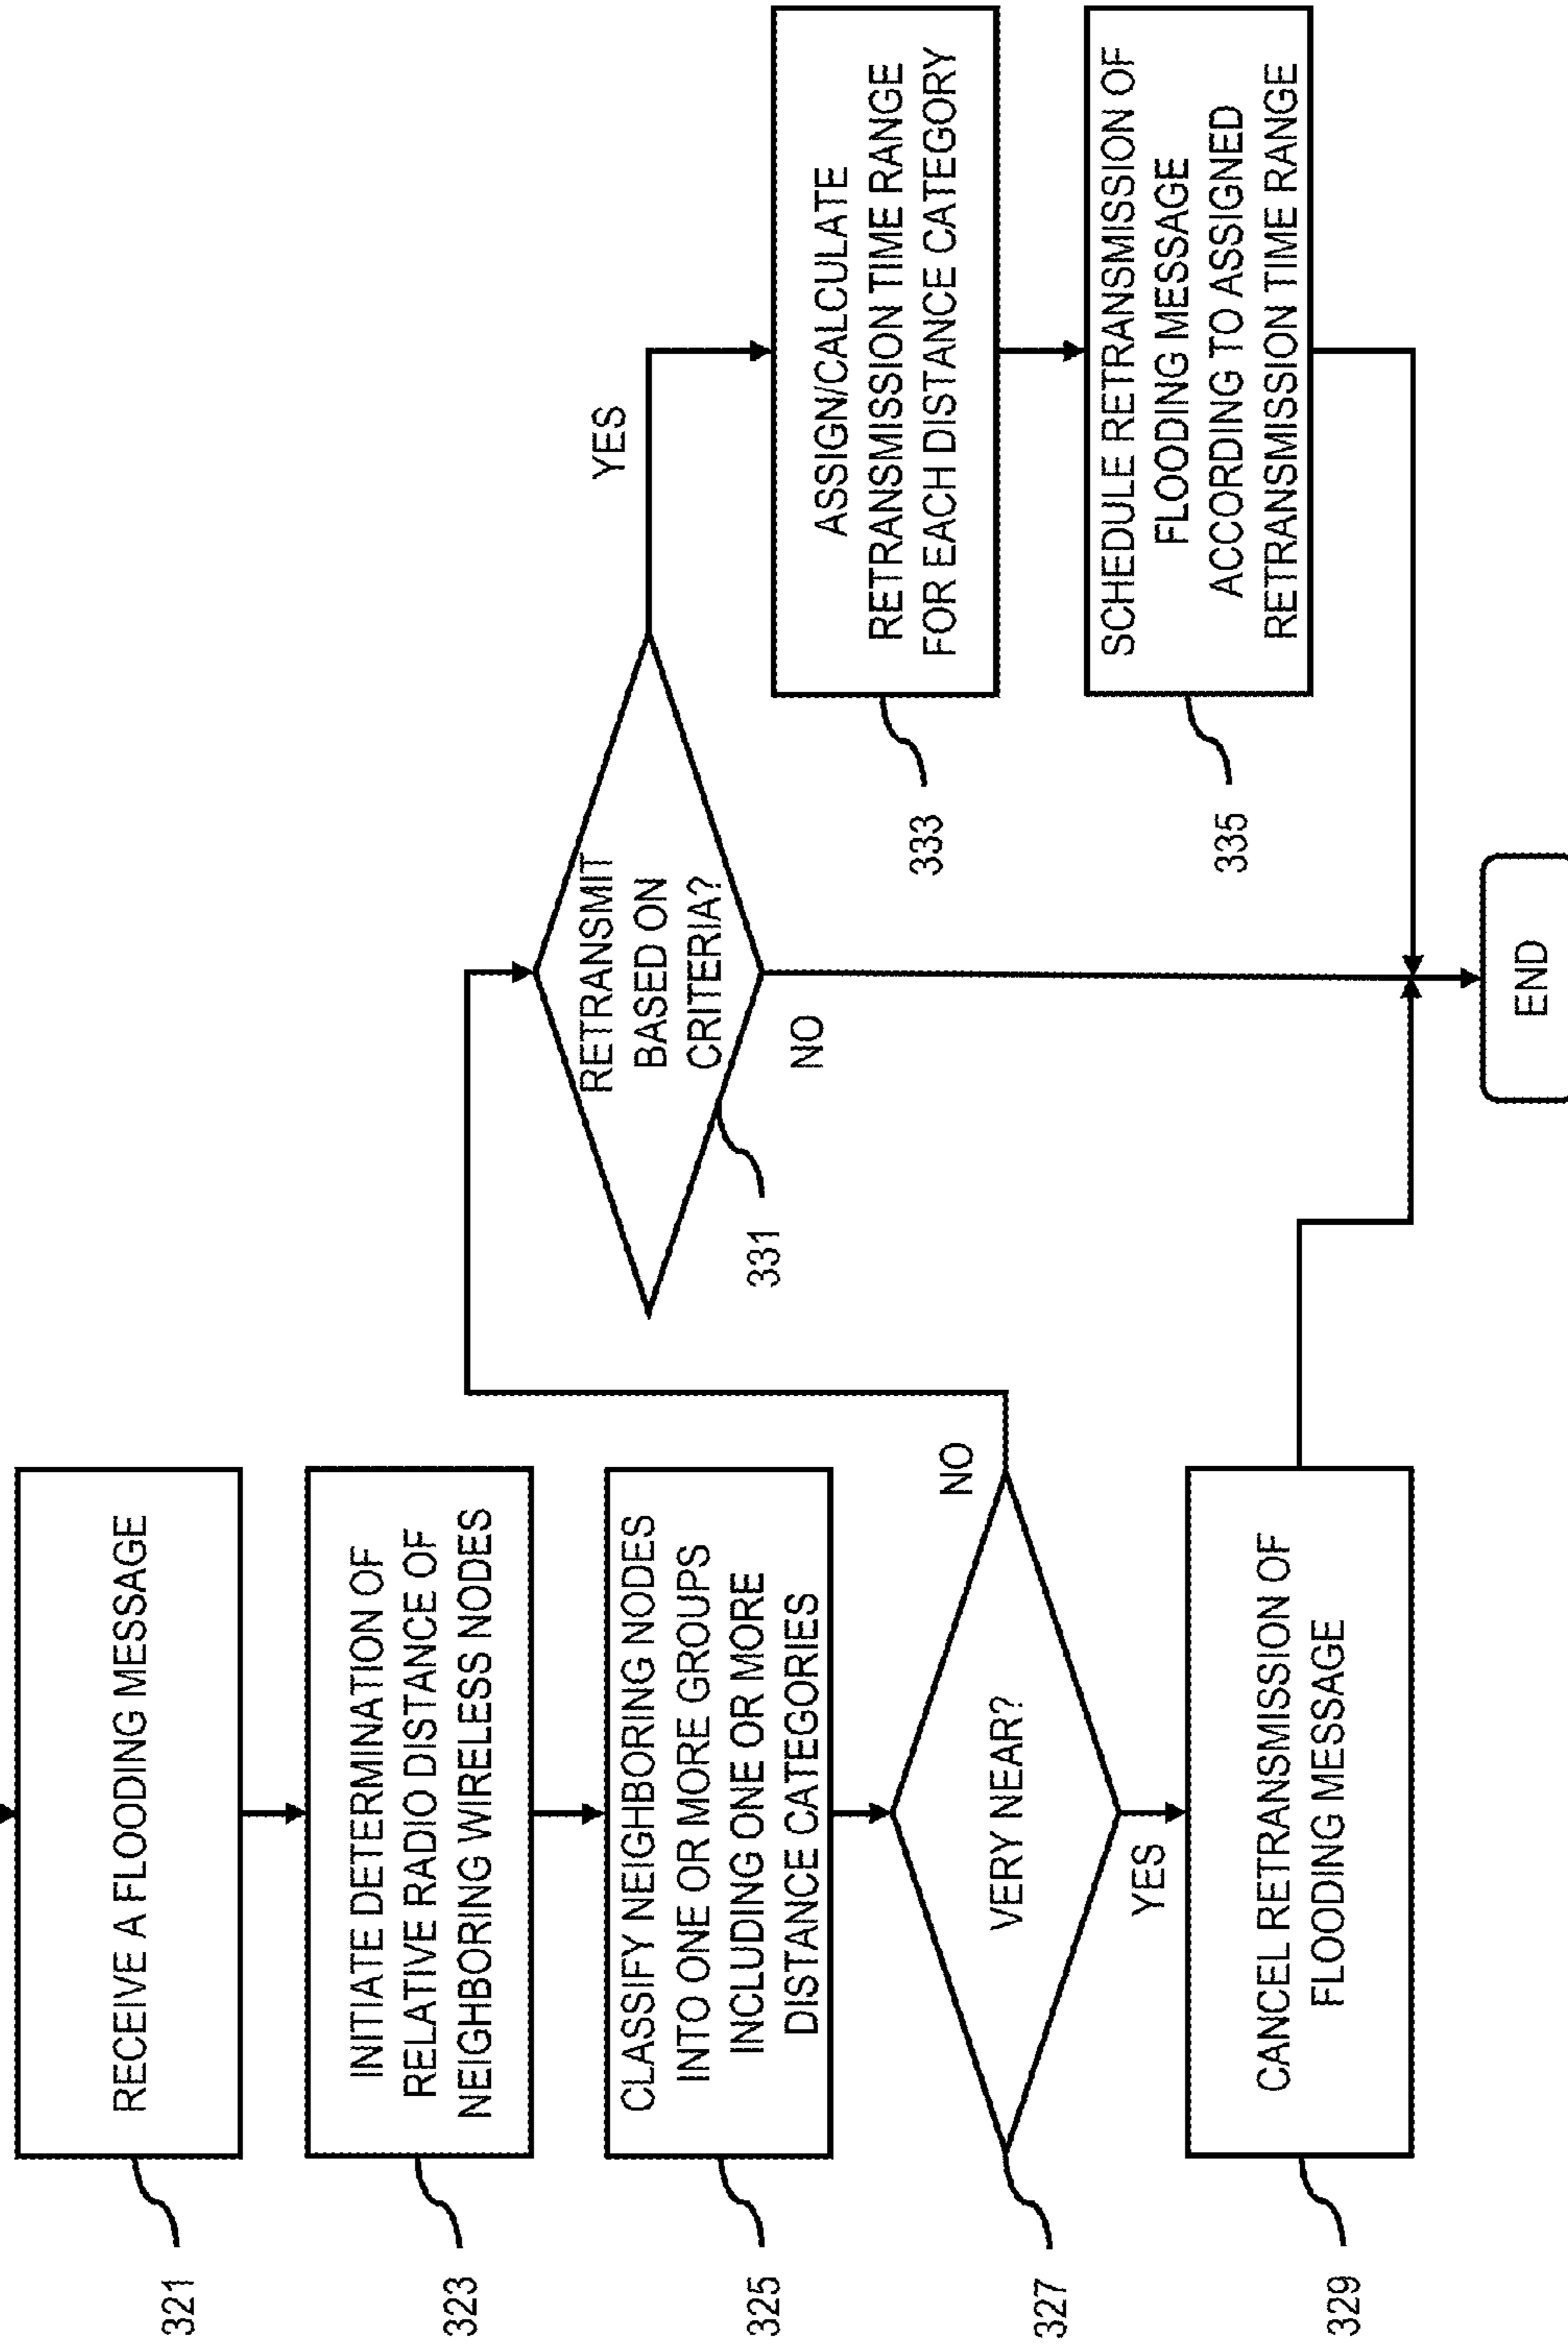 RECEIVE A FLOODING MESSAGE
321
INITIATE DETERMINATION OF
RELATIVE RADIO DISTANCE OF
NEIGHBORING WIRELESS NODES
323
CLASSIFY NEIGHBORING NODES
INTO ONE OR MORE GROUPS
INCLUDING ONE OR MORE
DISTANCE CATEGORIES
325
VERY NEAR?
327
NO
YES
CANCEL RETRANSMISSION OF
FLOODING MESSAGE
329
RETRANSMIT
BASED ON
CRITERIA?
331
YES
NO
ASSIGN/CALCULATE
RETRANSMISSION TIME RANGE
FOR EACH DISTANCE CATEGORY
333
SCHEDULE RETRANSMISSION OF
FLOODING MESSAGE
ACCORDING TO ASSIGNED
RETRANSMISSION TIME RANGE
335
END